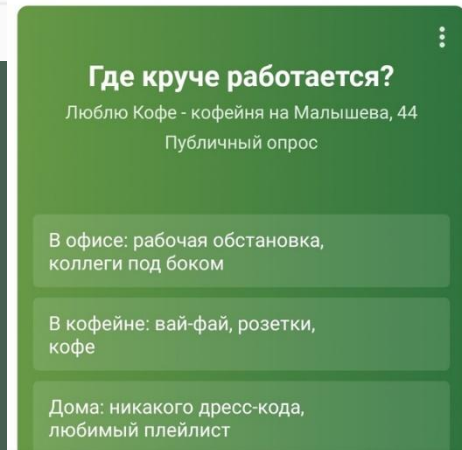 Где круче работается?
Люблю Кофе - кофейня на Малышева, 44
Публичный опрос
В офисе: рабочая обстановка,
коллеги под боком
В кофейне: вай-фай, розетки,
кофе
Дома: никакого дресс-кода,
любимый плейлист